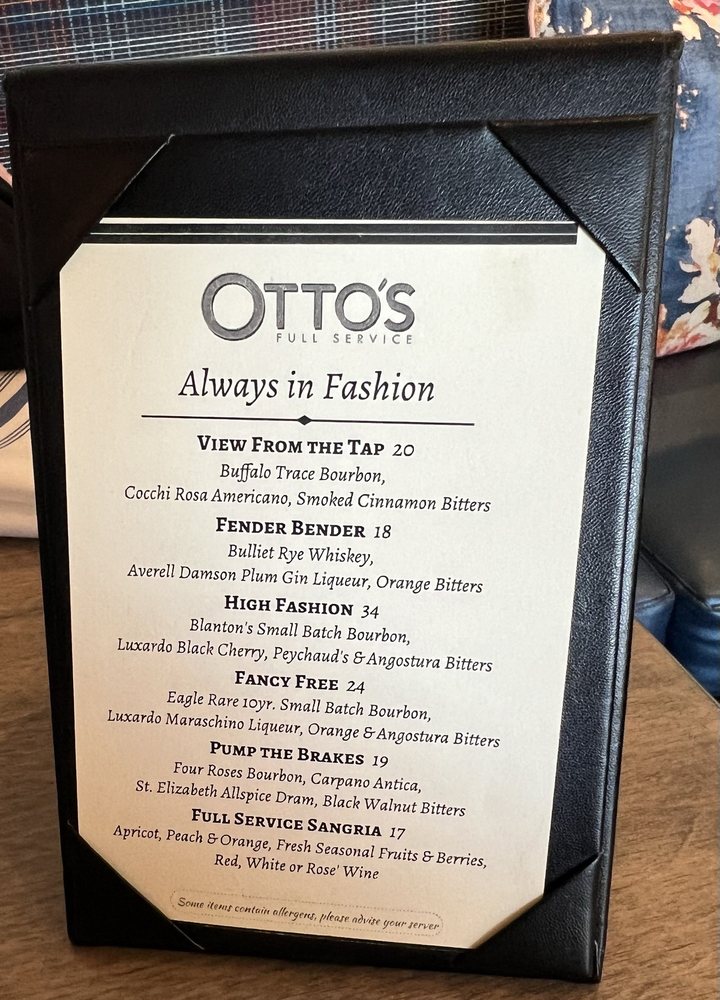 OTTO'S
FULL SERVICE
Always in Fashion
VIEW FROM THE TAP 20
Buffalo Trace Bourbon,
Cocchi Rosa Americano, Smoked Cinnamon Bitters
FENDER BENDER 18
Bulliet Rye Whiskey,
Averell Damson Plum Gin Liqueur, Orange Bitters
HIGH FASHION 34
Blanton's Small Batch Bourbon,
Luxardo Black Cherry, Peychaud's & Angostura Bitters
FANCY FREE 24
Eagle Rare 10yr. Small Batch Bourbon,
Luxardo Maraschino Liqueur, Orange & Angostura Bitters
PUMP THE BRAKES 19
Four Roses Bourbon, Carpano Antica,
St. Elizabeth Allspice Dram, Black Walnut Bitters
FULL SERVICE SANGRIA 17
Apricot, Peach & Orange, Fresh Seasonal Fruits & Berries,
Red, White or Rose' Wine
Some items contain allergens, please advise your server